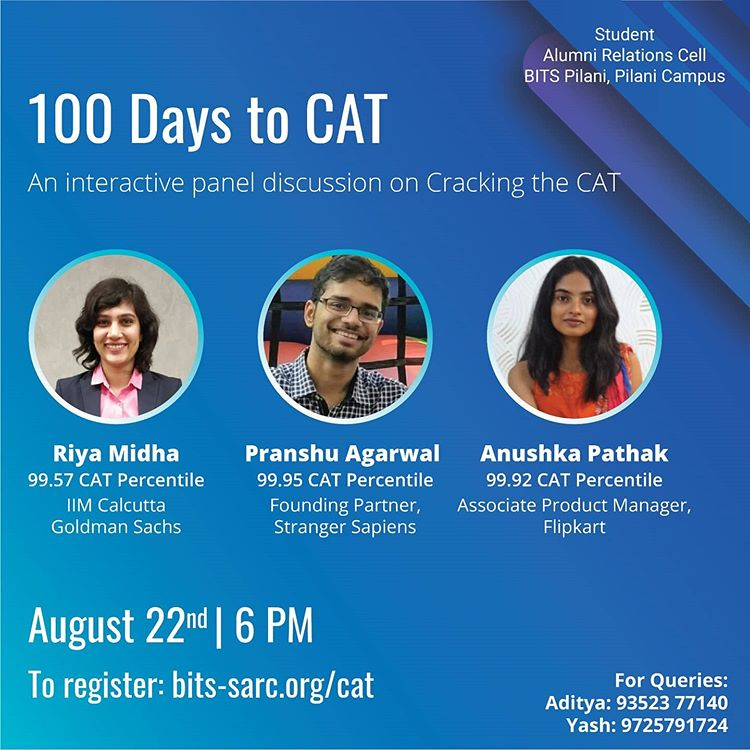 Student
Alumni Relations Cell
BITS Pilani, Pilani Campus
100 Days to CAT
An interactive panel discussion on Cracking the CAT
Riya Midha
99.57 CAT Percentile
IIM Calcutta
Goldman Sachs
Pranshu Agarwal
99.95 CAT Percentile
Founding Partner,
Stranger Sapiens
Anushka Pathak
99.92 CAT Percentile
Associate Product Manager,
Flipkart
August 22nd | 6 PM
To register: bits-sarc.org/cat
For Queries:
Aditya: 93523 77140
Yash: 9725791724